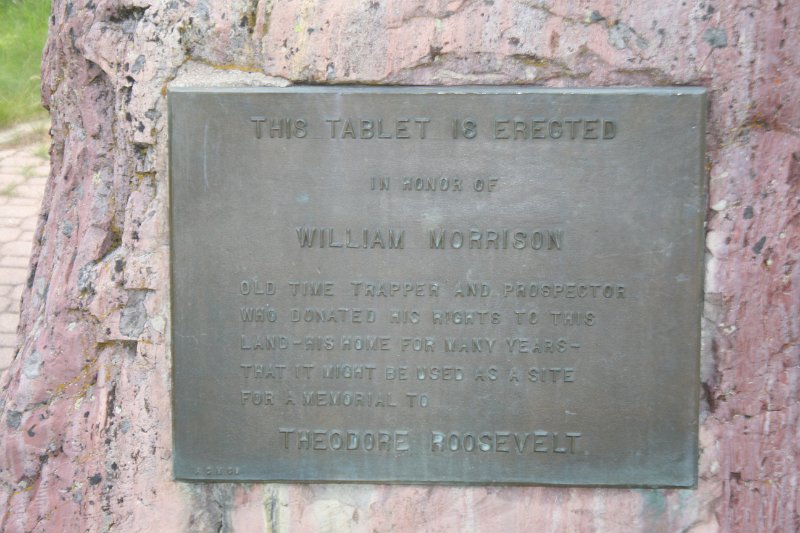 THIS TABLET IS ERECTED
IN HONOR OF
WILLIAM MORRISON
OLD TIME TRAPPER AND PROSPECTOR
WHO DONATED HIS RIGHTS TO THIS
LAND-HIS HOME FOR MANY YEARS-
THAT IT MIGHT BE USED AS A SITE
FOR A MEMORIAL TO
THEODORE ROOSEVELT